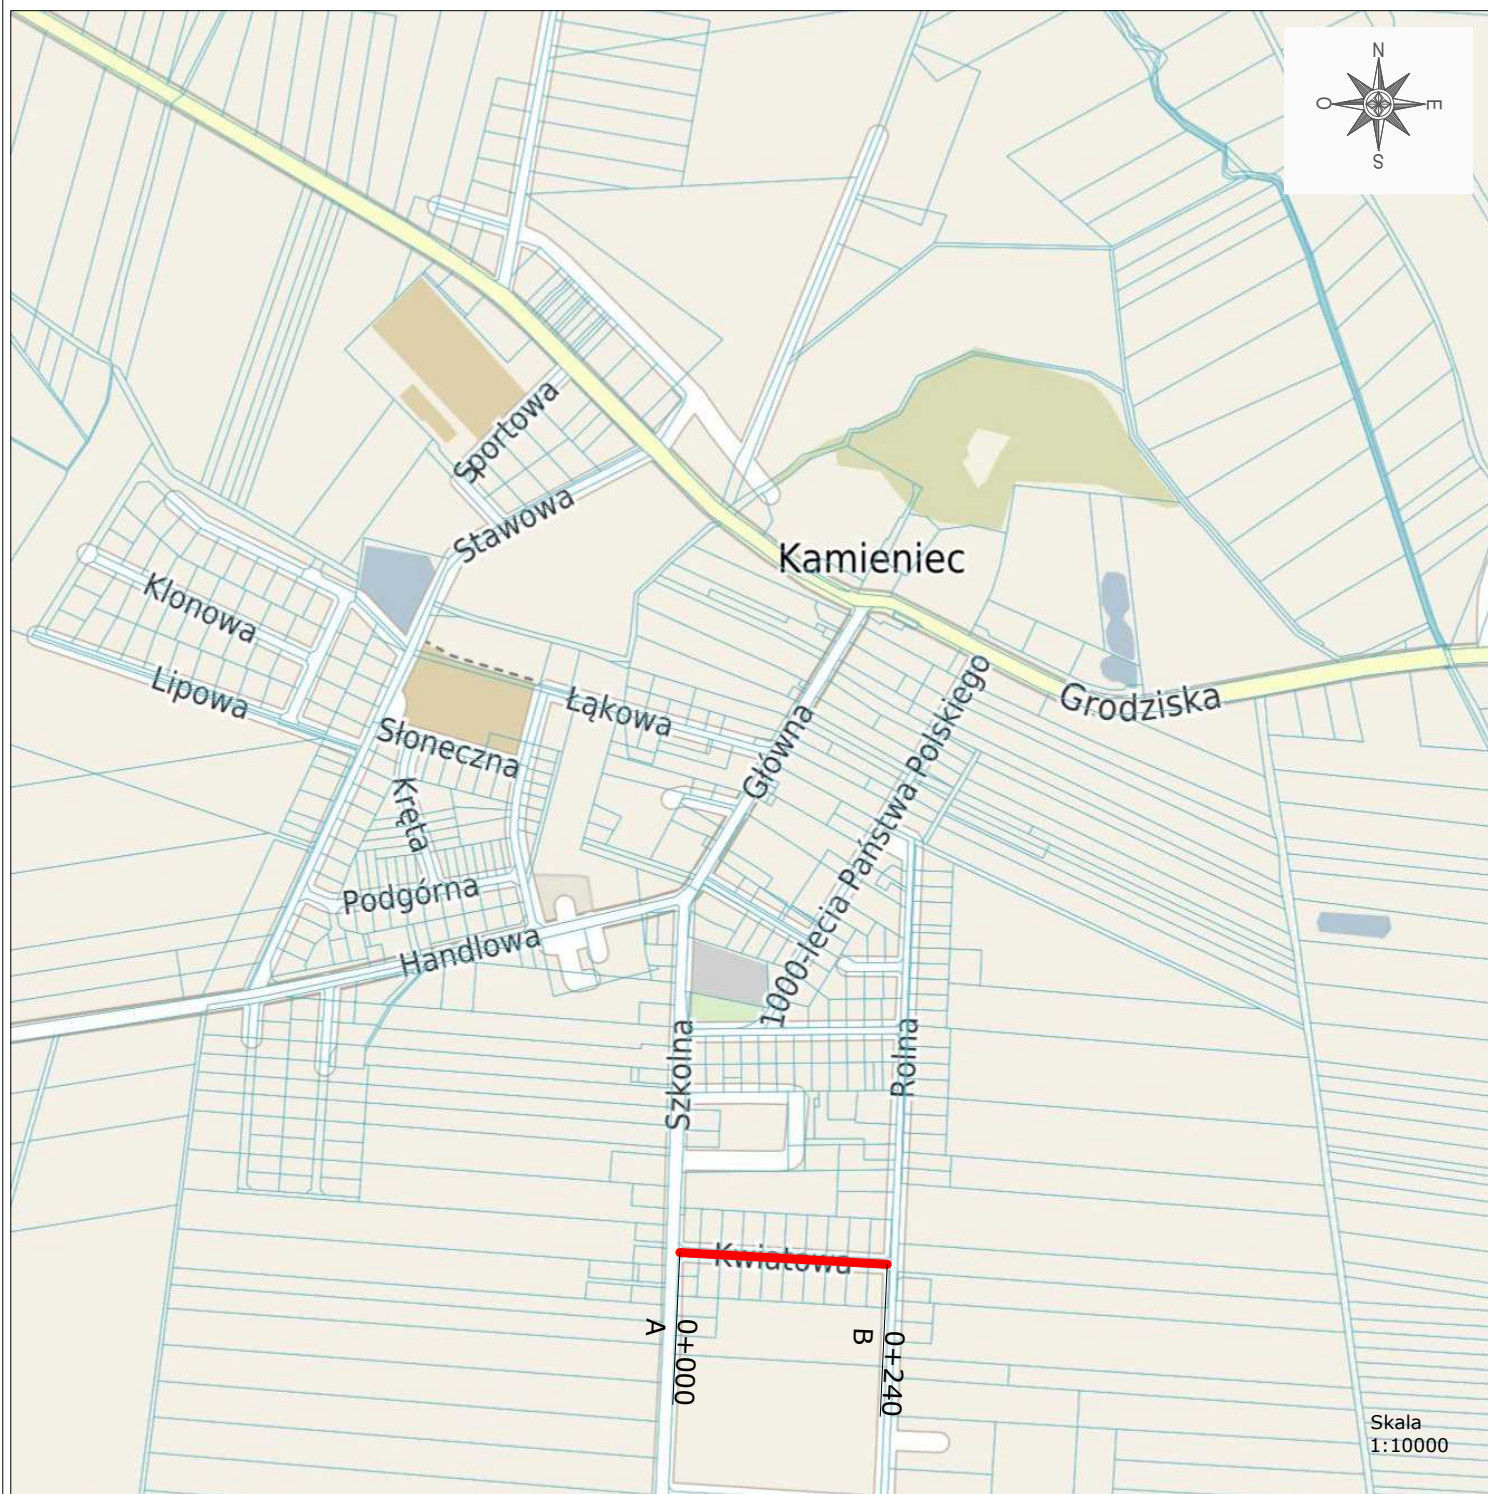 N
O
E
S
Sportowa
Stawowa
Kamieniec
Klonowa
Lipowa
Słoneczna
Łąkowa
Główna
Grodziska
Kręta
1000-lecia Państwa Polskiego
Podgórna
Handlowa
Szkolna
Rolna
Kwiatowa
A
0+000
B
0+240
Skala
1:10000